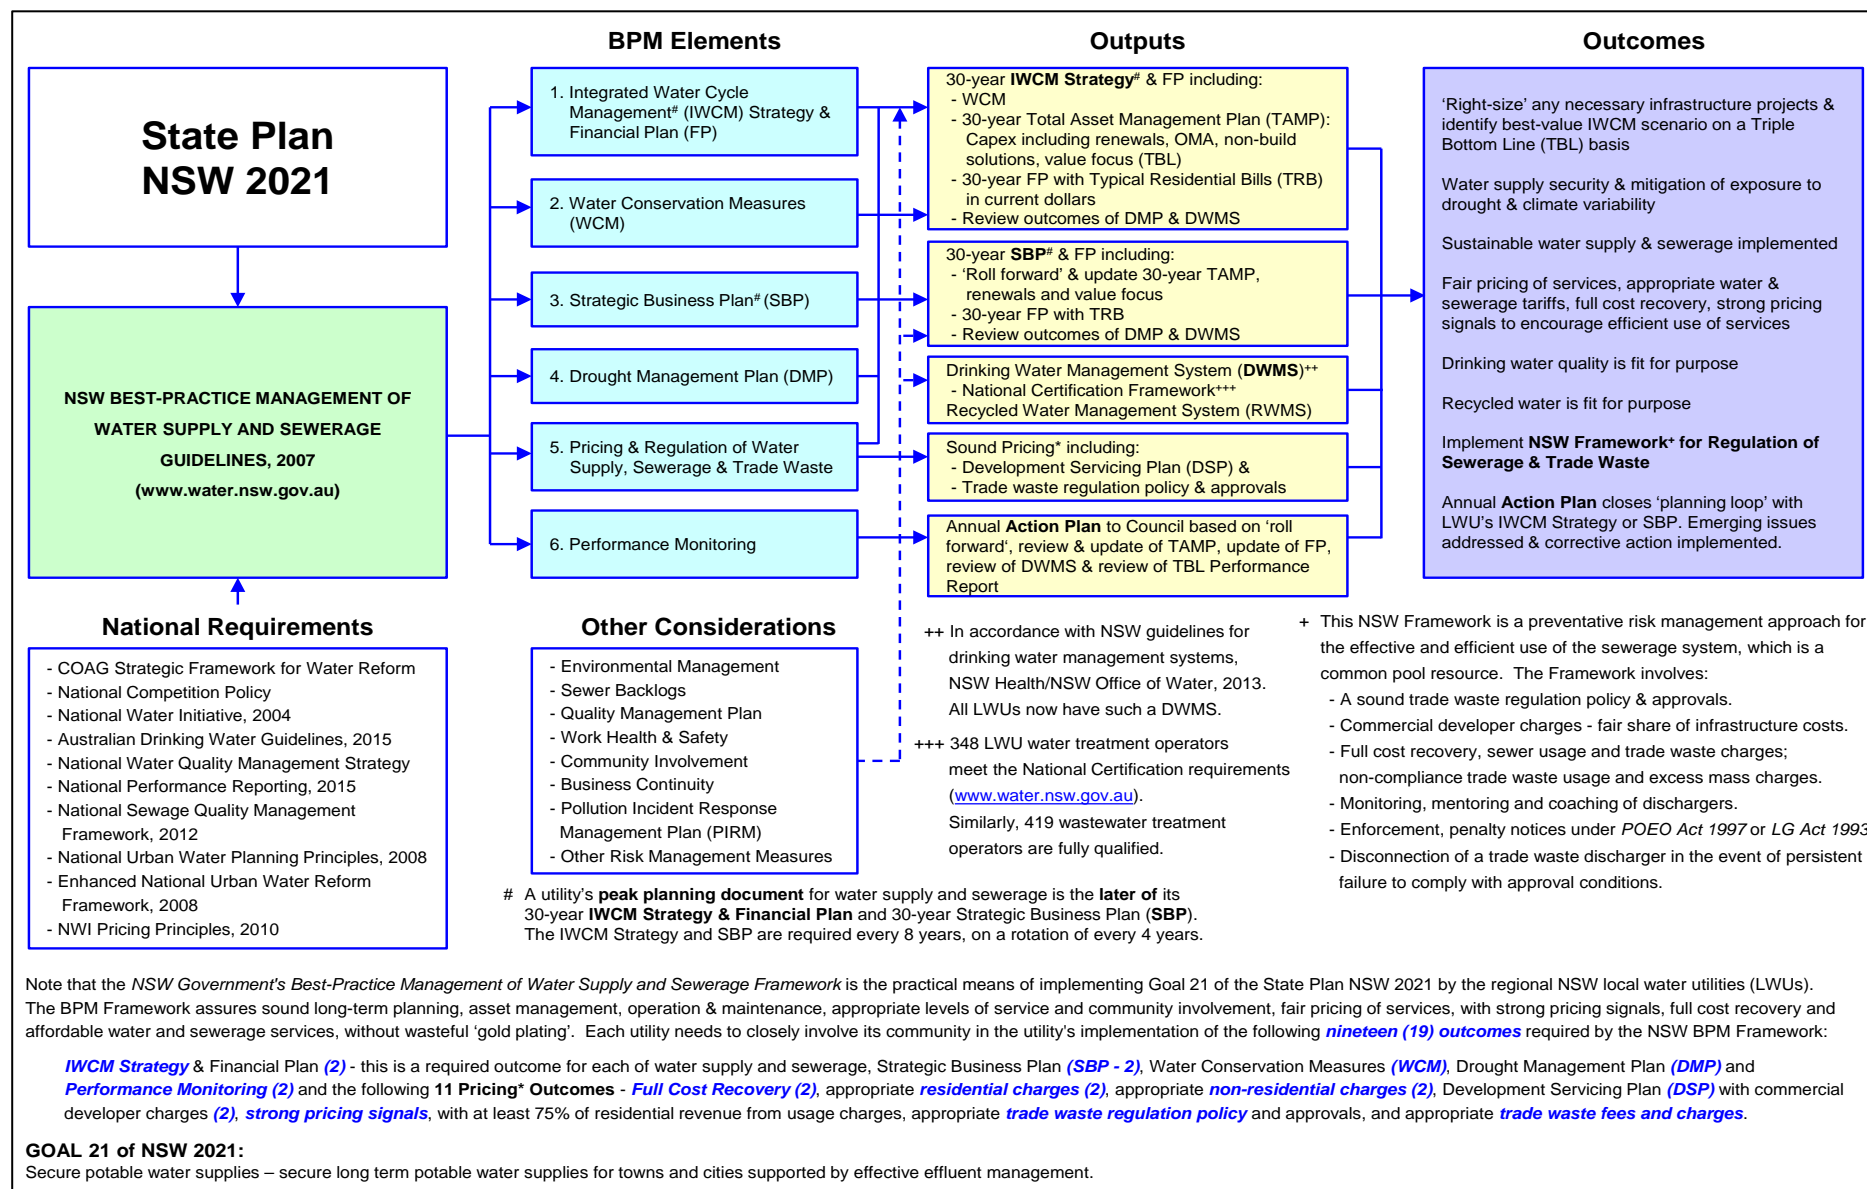 BPM Elements
Outputs
Outcomes
State Plan
NSW 2021
NSW BEST-PRACTICE MANAGEMENT OF
WATER SUPPLY AND SEWERAGE
GUIDELINES, 2007
(www.water.nsw.gov.au)
1. Integrated Water Cycle
Management# (IWCM) Strategy &
Financial Plan (FP)
2. Water Conservation Measures
(WCM)
3. Strategic Business Plan# (SBP)
4. Drought Management Plan (DMP)
5. Pricing & Regulation of Water
Supply, Sewerage & Trade Waste
6. Performance Monitoring
30-year IWCM Strategy# & FP including:
- WCM
- 30-year Total Asset Management Plan (TAMP):
Capex including renewals, OMA, non-build
solutions, value focus (TBL)
- 30-year FP with Typical Residential Bills (TRB)
in current dollars
- Review outcomes of DMP & DWMS
30-year SBP# & FP including:
- ‘Roll forward’ & update 30-year TAMP,
renewals and value focus
- 30-year FP with TRB
- Review outcomes of DMP & DWMS
Drinking Water Management System (DWMS)++
- National Certification Framework+++
Recycled Water Management System (RWMS)
Sound Pricing* including:
- Development Servicing Plan (DSP) &
- Trade waste regulation policy & approvals
Annual Action Plan to Council based on ‘roll
forward‘, review & update of TAMP, update of FP,
review of DWMS & review of TBL Performance
Report
‘Right-size’ any necessary infrastructure projects &
identify best-value IWCM scenario on a Triple
Bottom Line (TBL) basis
Water supply security & mitigation of exposure to
drought & climate variability
Sustainable water supply & sewerage implemented
Fair pricing of services, appropriate water &
sewerage tariffs, full cost recovery, strong pricing
signals to encourage efficient use of services
Drinking water quality is fit for purpose
Recycled water is fit for purpose
Implement NSW Framework+ for Regulation of
Sewerage & Trade Waste
Annual Action Plan closes ‘planning loop’ with
LWU’s IWCM Strategy or SBP. Emerging issues
addressed & corrective action implemented.
National Requirements
- COAG Strategic Framework for Water Reform
- National Competition Policy
- National Water Initiative, 2004
- Australian Drinking Water Guidelines, 2015
- National Water Quality Management Strategy
- National Performance Reporting, 2015
- National Sewage Quality Management
Framework, 2012
- National Urban Water Planning Principles, 2008
- Enhanced National Urban Water Reform
Framework, 2008
- NWI Pricing Principles, 2010
Other Considerations
- Environmental Management
- Sewer Backlogs
- Quality Management Plan
- Work Health & Safety
- Community Involvement
- Business Continuity
- Pollution Incident Response
Management Plan (PIRM)
- Other Risk Management Measures
++ In accordance with NSW guidelines for
drinking water management systems,
NSW Health/NSW Office of Water, 2013.
All LWUs now have such a DWMS.
+++ 348 LWU water treatment operators
meet the National Certification requirements
(www.water.nsw.gov.au).
Similarly, 419 wastewater treatment
operators are fully qualified.
+ This NSW Framework is a preventative risk management approach for
the effective and efficient use of the sewerage system, which is a
common pool resource. The Framework involves:
- A sound trade waste regulation policy & approvals.
- Commercial developer charges - fair share of infrastructure costs.
- Full cost recovery, sewer usage and trade waste charges;
non-compliance trade waste usage and excess mass charges.
- Monitoring, mentoring and coaching of dischargers.
- Enforcement, penalty notices under POEO Act 1997 or LG Act 1993
- Disconnection of a trade waste discharger in the event of persistent
failure to comply with approval conditions.
# A utility’s peak planning document for water supply and sewerage is the later of its
30-year IWCM Strategy & Financial Plan and 30-year Strategic Business Plan (SBP).
The IWCM Strategy and SBP are required every 8 years, on a rotation of every 4 years.
Note that the NSW Government's Best-Practice Management of Water Supply and Sewerage Framework is the practical means of implementing Goal 21 of the State Plan NSW 2021 by the regional NSW local water utilities (LWUs).
The BPM Framework assures sound long-term planning, asset management, operation & maintenance, appropriate levels of service and community involvement, fair pricing of services, with strong pricing signals, full cost recovery and
affordable water and sewerage services, without wasteful ‘gold plating’. Each utility needs to closely involve its community in the utility’s implementation of the following nineteen (19) outcomes required by the NSW BPM Framework:
IWCM Strategy & Financial Plan (2) - this is a required outcome for each of water supply and sewerage, Strategic Business Plan (SBP - 2), Water Conservation Measures (WCM), Drought Management Plan (DMP) and
Performance Monitoring (2) and the following 11 Pricing* Outcomes - Full Cost Recovery (2), appropriate residential charges (2), appropriate non-residential charges (2), Development Servicing Plan (DSP) with commercial
developer charges (2), strong pricing signals, with at least 75% of residential revenue from usage charges, appropriate trade waste regulation policy and approvals, and appropriate trade waste fees and charges.
GOAL 21 of NSW 2021:
Secure potable water supplies – secure long term potable water supplies for towns and cities supported by effective effluent management.